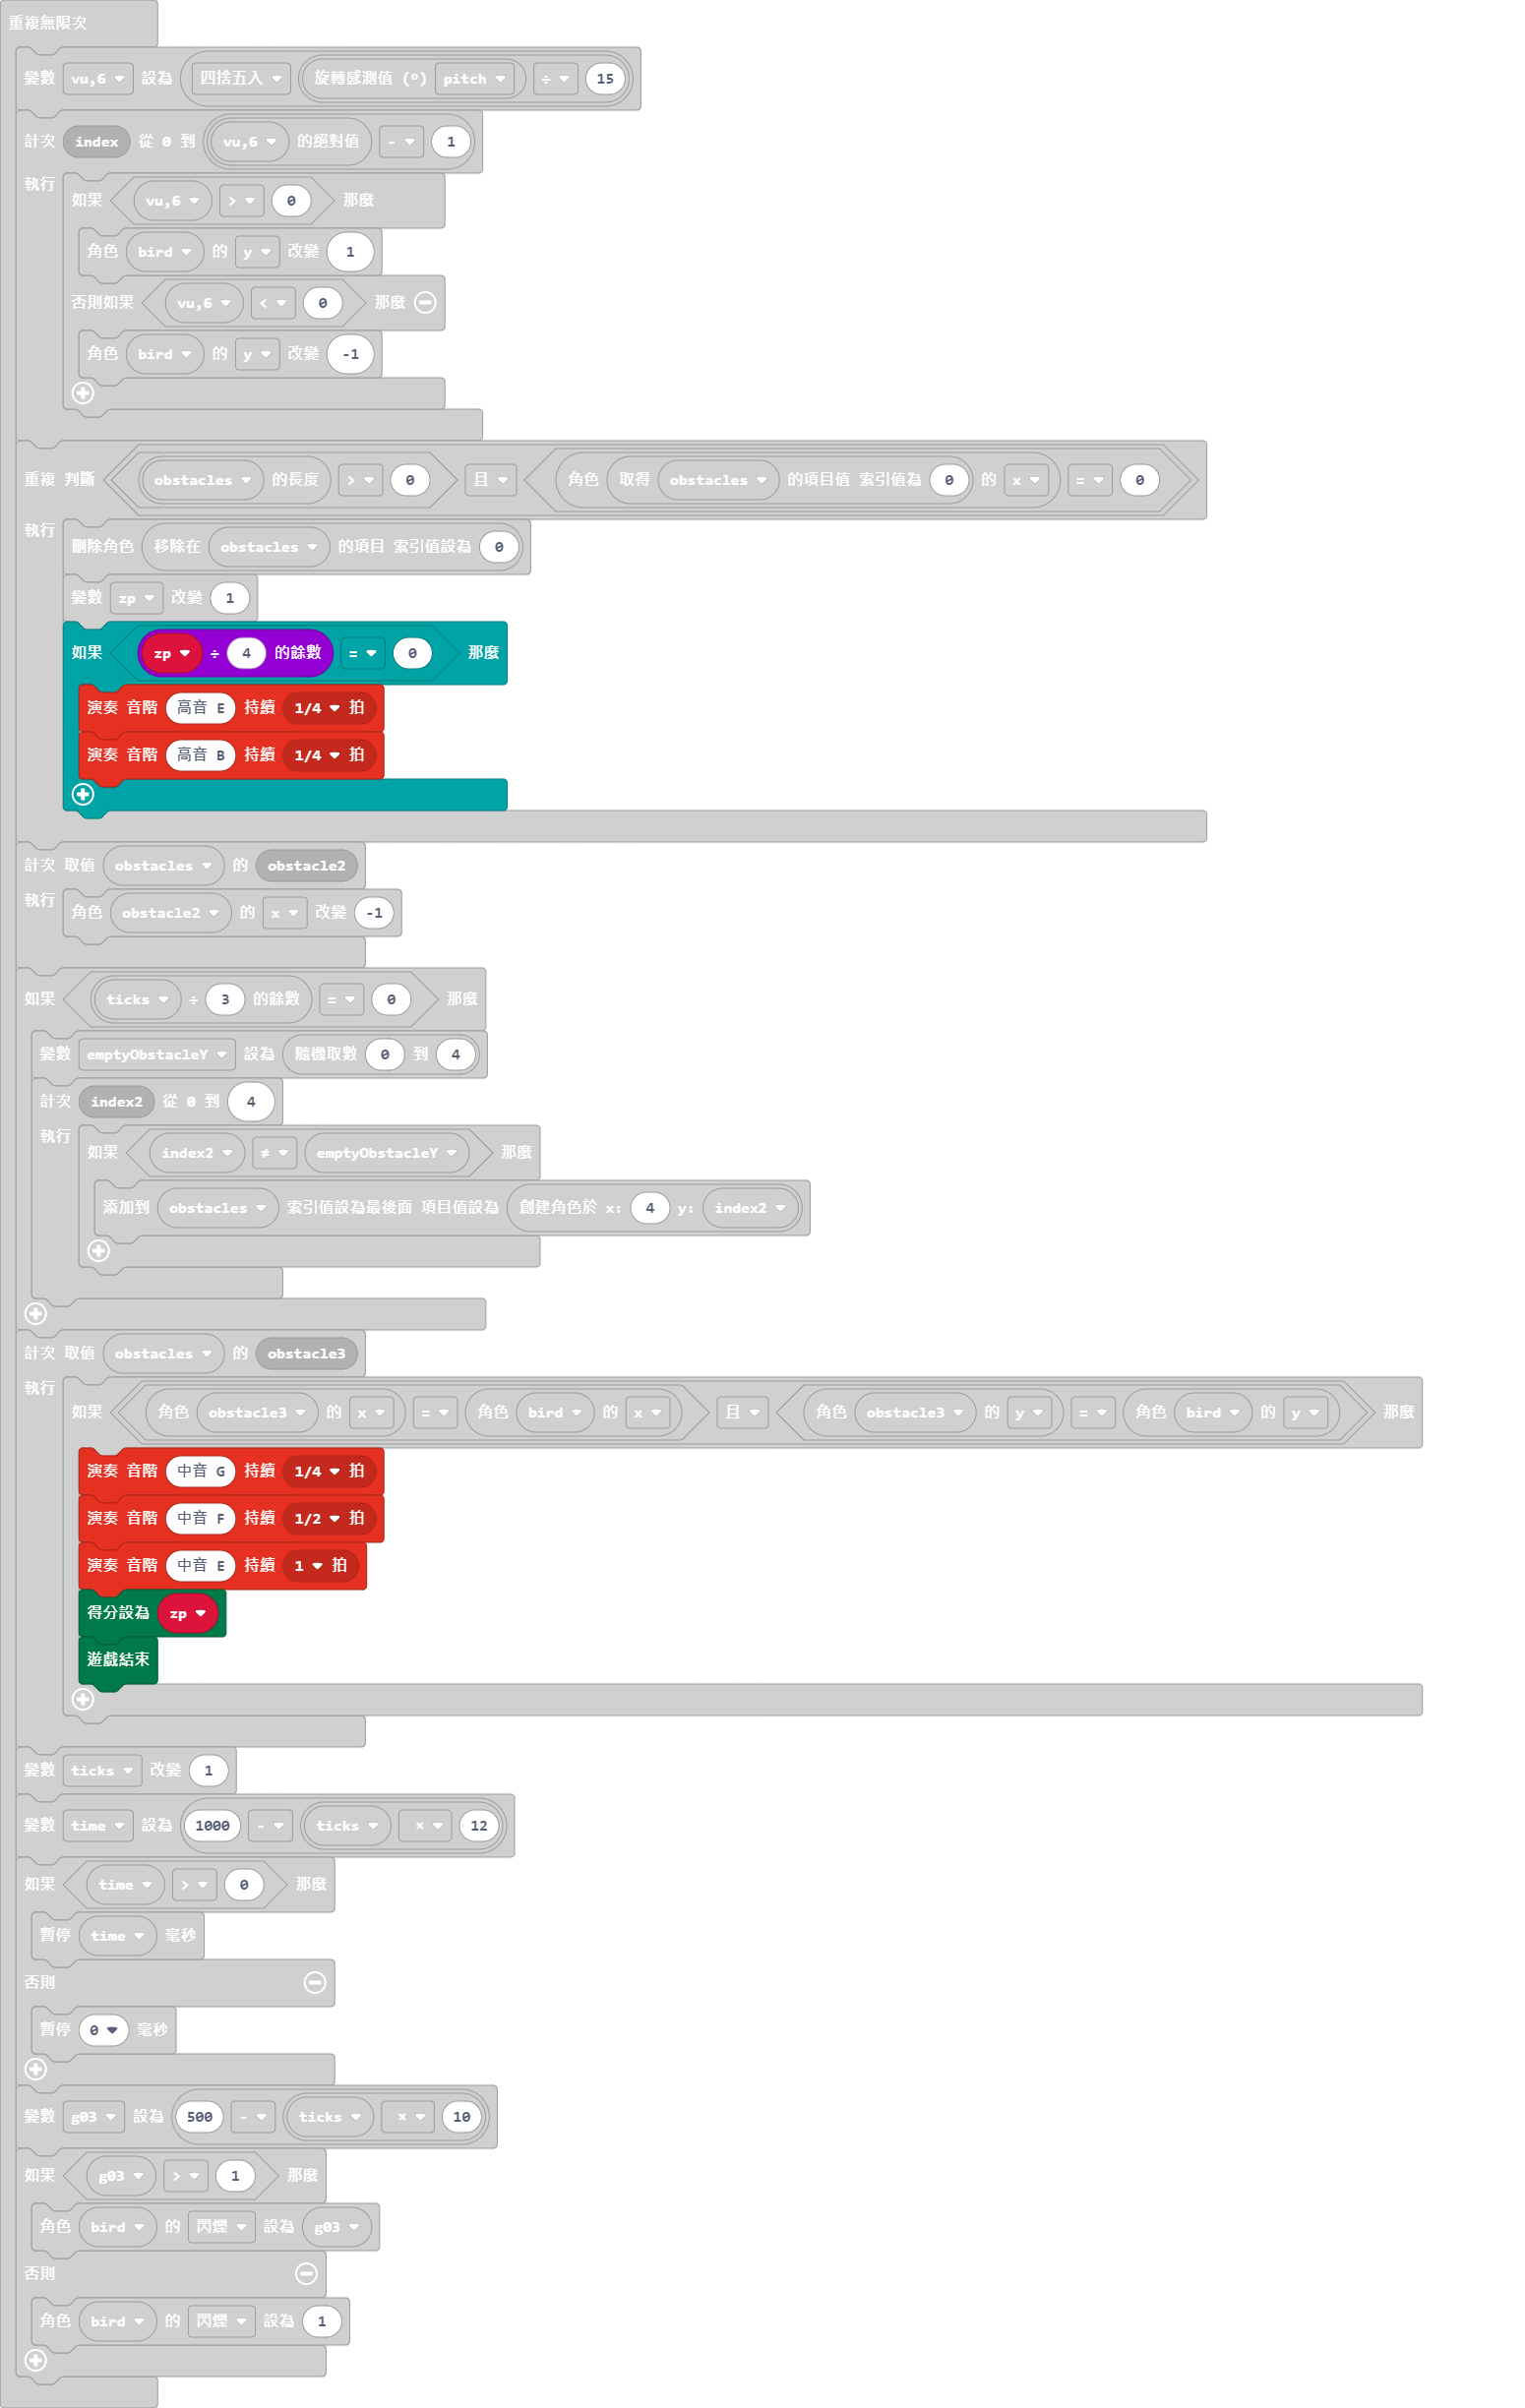 重複無限次
變數 vu,6 設為 四捨五入 旋轉感測值 (º) pitch ÷ 15
計次 index 從 0 到 vu,6 的絕對值 - 1
執行
如果 vu,6 > 0 那麼
角色 bird 的 y 改變 1
否則如果 vu,6 < 0 那麼
角色 bird 的 y 改變 -1
重複 判斷 obstacles 的長度 > 0 且 角色 取得 obstacles 的項目值 索引值為 0 的 x = 0
執行
刪除角色 移除在 obstacles 的項目 索引值設為 0
變數 zp 改變 1
如果 zp ÷ 4 的餘數 = 0 那麼
演奏 音階 高音 E 持續 1/4 拍
演奏 音階 高音 B 持續 1/4 拍
計次 取值 obstacles 的 obstacle2
執行
角色 obstacle2 的 x 改變 -1
如果 ticks ÷ 3 的餘數 = 0 那麼
變數 emptyObstacleY 設為 隨機取數 0 到 4
計次 index2 從 0 到 4
執行
如果 index2 ≠ emptyObstacleY 那麼
添加到 obstacles 索引值設為最後面 項目值設為 創建角色於 x: 4 y: index2
計次 取值 obstacles 的 obstacle3
執行
如果 角色 obstacle3 的 x = 角色 bird 的 x 且 角色 obstacle3 的 y = 角色 bird 的 y 那麼
演奏 音階 中音 G 持續 1/4 拍
演奏 音階 中音 F 持續 1/2 拍
演奏 音階 中音 E 持續 1 拍
得分設為 zp
遊戲結束
變數 ticks 改變 1
變數 time 設為 1000 - ticks × 12
如果 time > 0 那麼
暫停 time 毫秒
否則
暫停 0 毫秒
變數 g03 設為 500 - ticks × 10
如果 g03 > 1 那麼
角色 bird 的 閃爍 設為 g03
否則
角色 bird 的 閃爍 設為 1